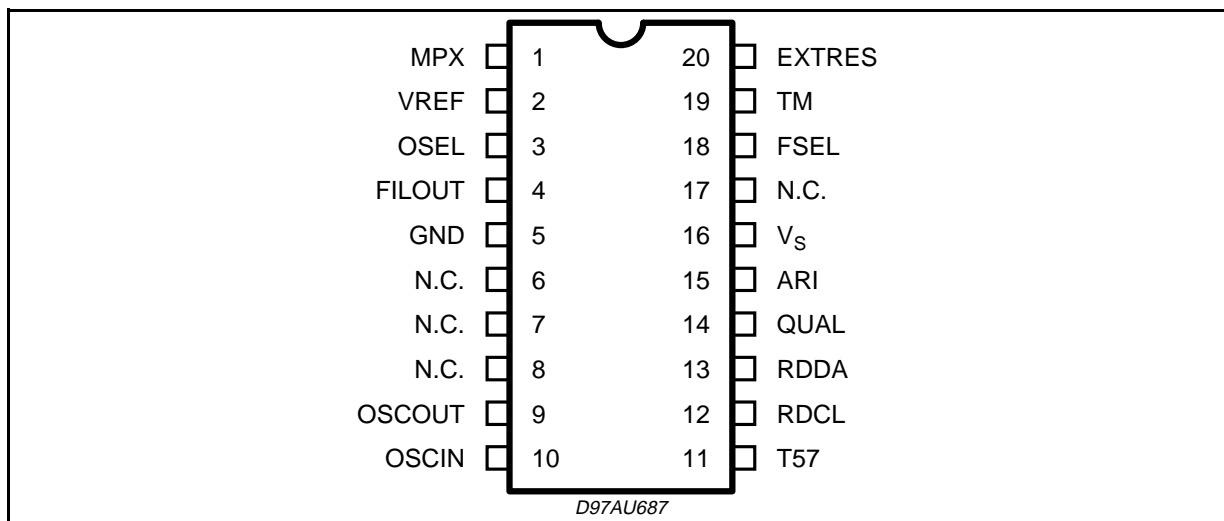 MPX 1 20 EXTRES
VREF 2 19 TM
OSEL 3 18 FSEL
FILOUT 4 17 N.C.
GND 5 16 VS
N.C. 6 15 ARI
N.C. 7 14 QUAL
N.C. 8 13 RDDA
OSCOUT 9 12 RDCL
OSCIN 10 11 T57
D97AU687